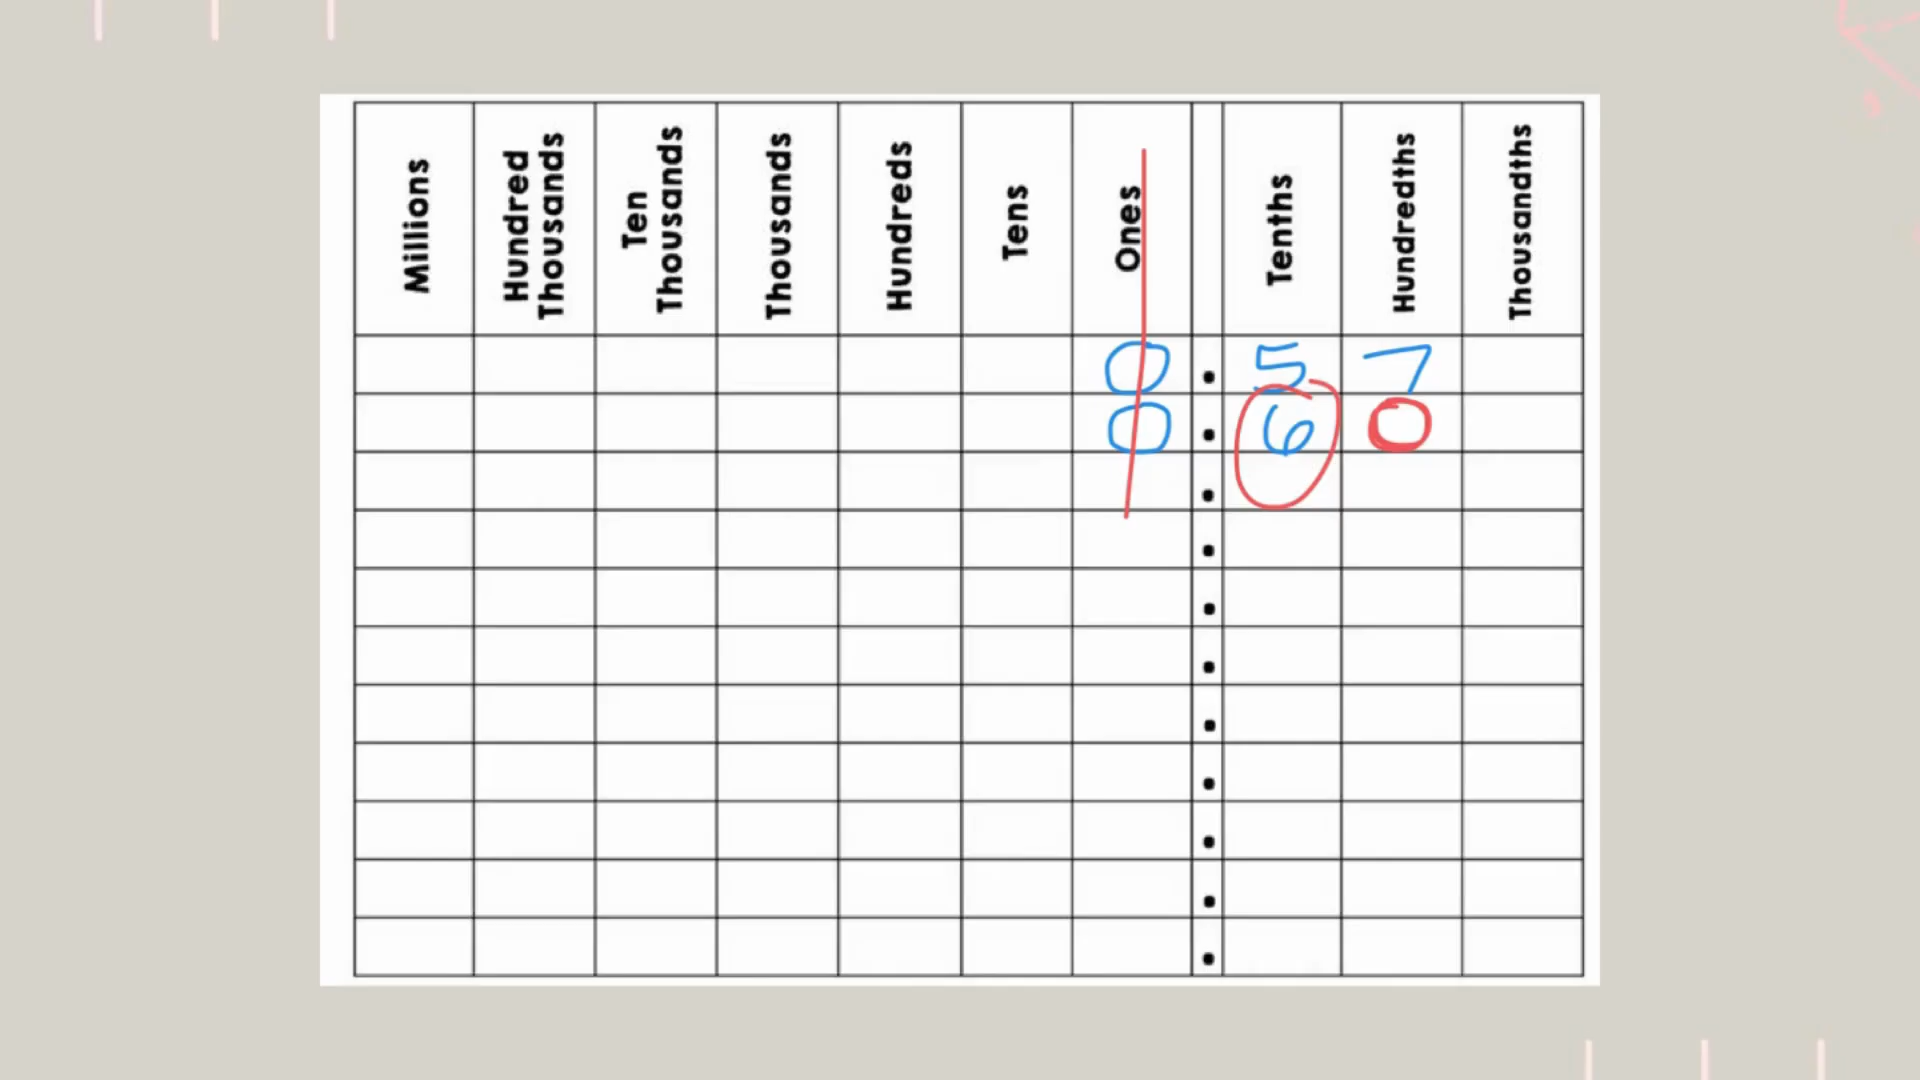 Millions
Hundred
Thousands
Ten
Thousands
Thousands
Hundreds
Tens
Ones
Tenths
Hundredths
Thousandths
0 . 5 7
0 . 6 0
.
.
.
.
.
.
.
.
.